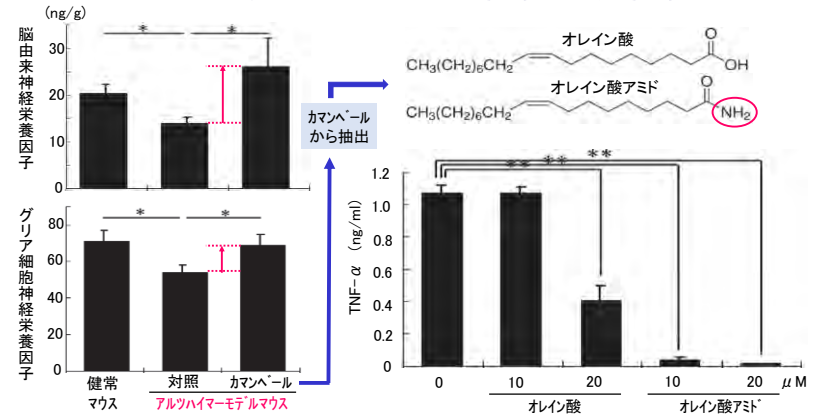 (ng/g)
脳由来神経栄養因子
30
20
10
0
*
*
グリア細胞神経栄養因子
80
60
40
20
0
*
*
健常
マウス
対照
カマンベール
アルツハイマーモデルマウス
カマンベール
から抽出
オレイン酸
CH3(CH2)6CH2
O
OH
オレイン酸アミド
CH3(CH2)6CH2
O
NH2
TNF-α (ng/ml)
1.2
1.0
0.8
0.6
0.4
0.2
0
**
**
**
0
10
20
10
20
μM
オレイン酸
オレイン酸アミド